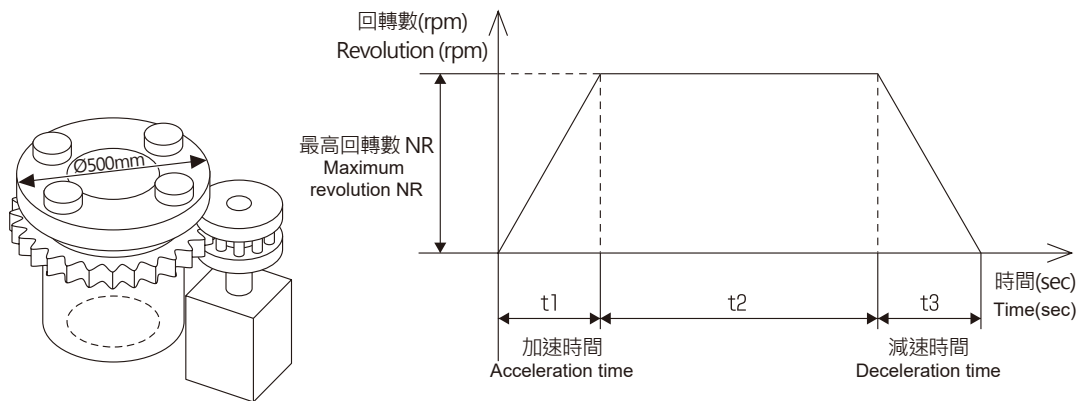 Ø500mm
回轉數(rpm)
Revolution (rpm)
最高回轉數 NR
Maximum
revolution NR
時間(sec)
Time(sec)
t1
t2
t3
加速時間
Acceleration time
減速時間
Deceleration time